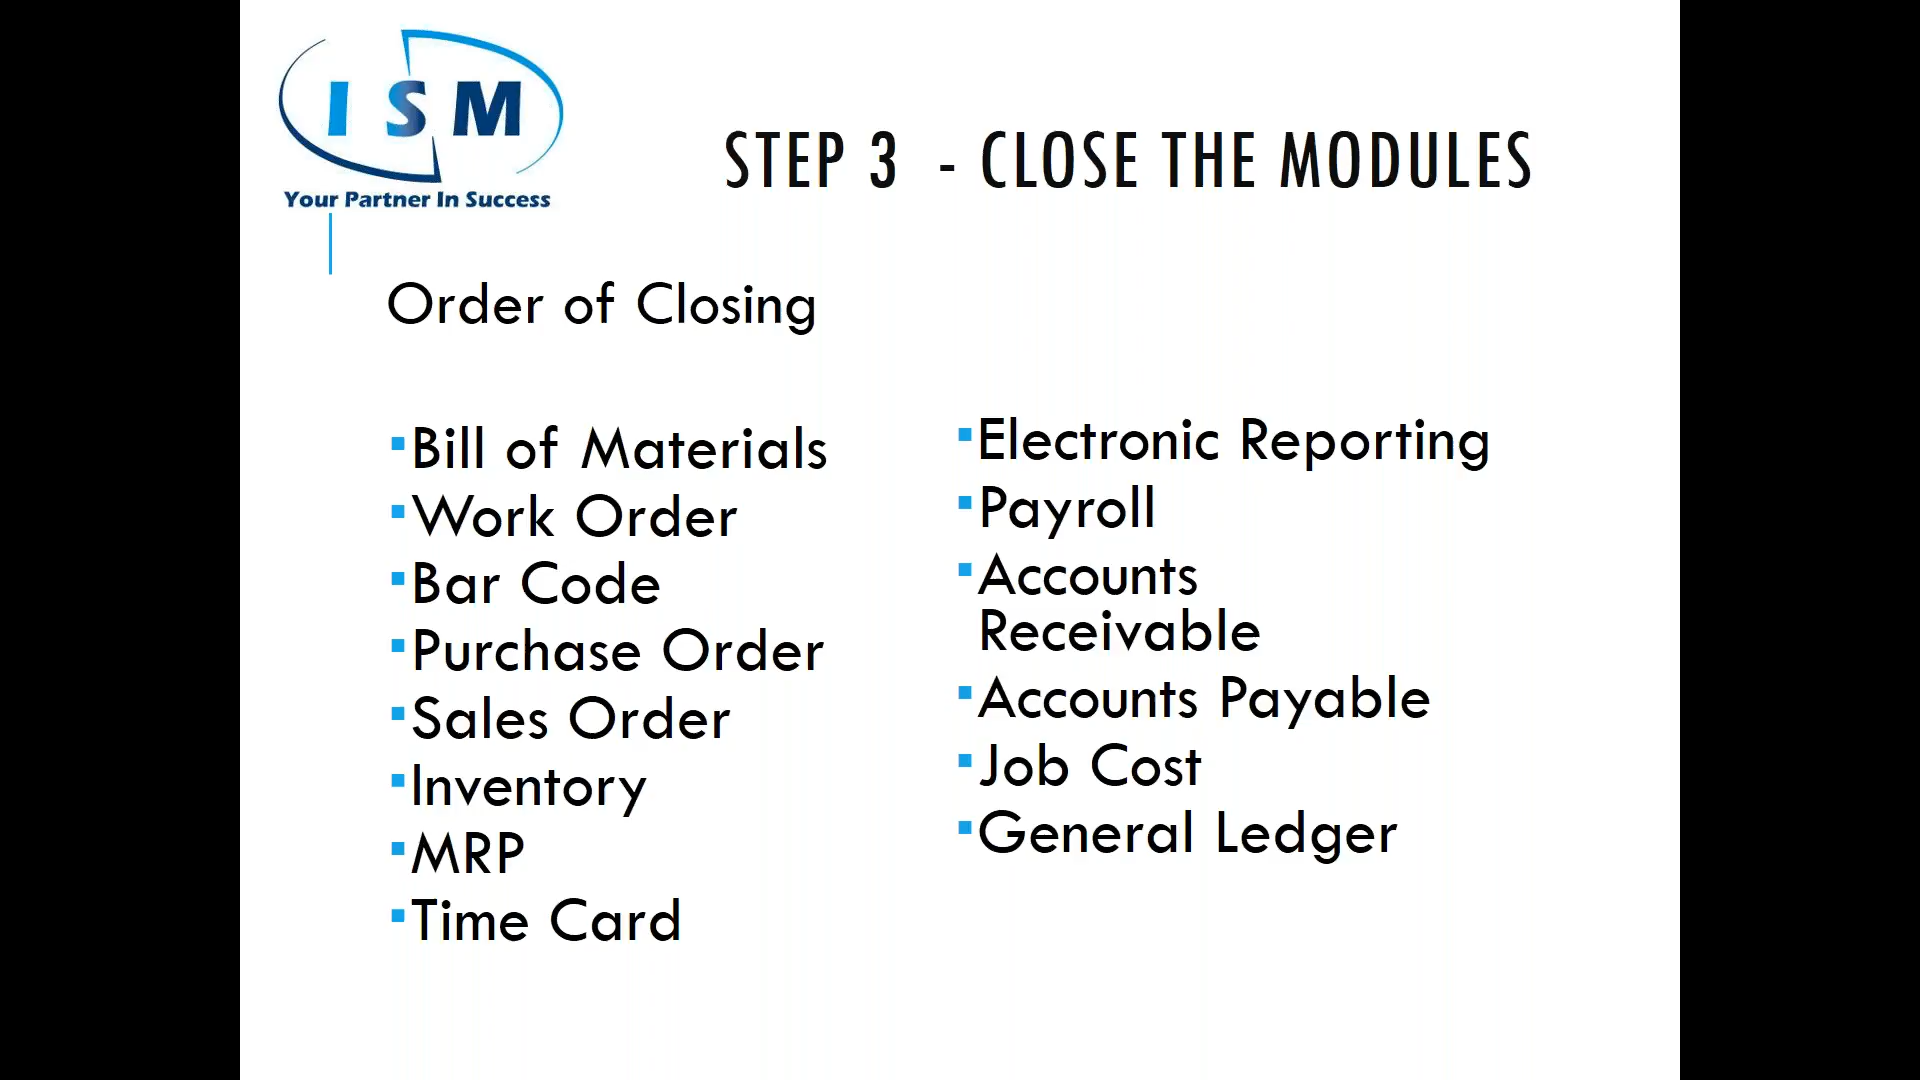 I S M
Your Partner In Success
STEP 3 - CLOSE THE MODULES
Order of Closing
Bill of Materials
Work Order
Bar Code
Purchase Order
Sales Order
Inventory
MRP
Time Card
Electronic Reporting
Payroll
Accounts
Receivable
Accounts Payable
Job Cost
General Ledger